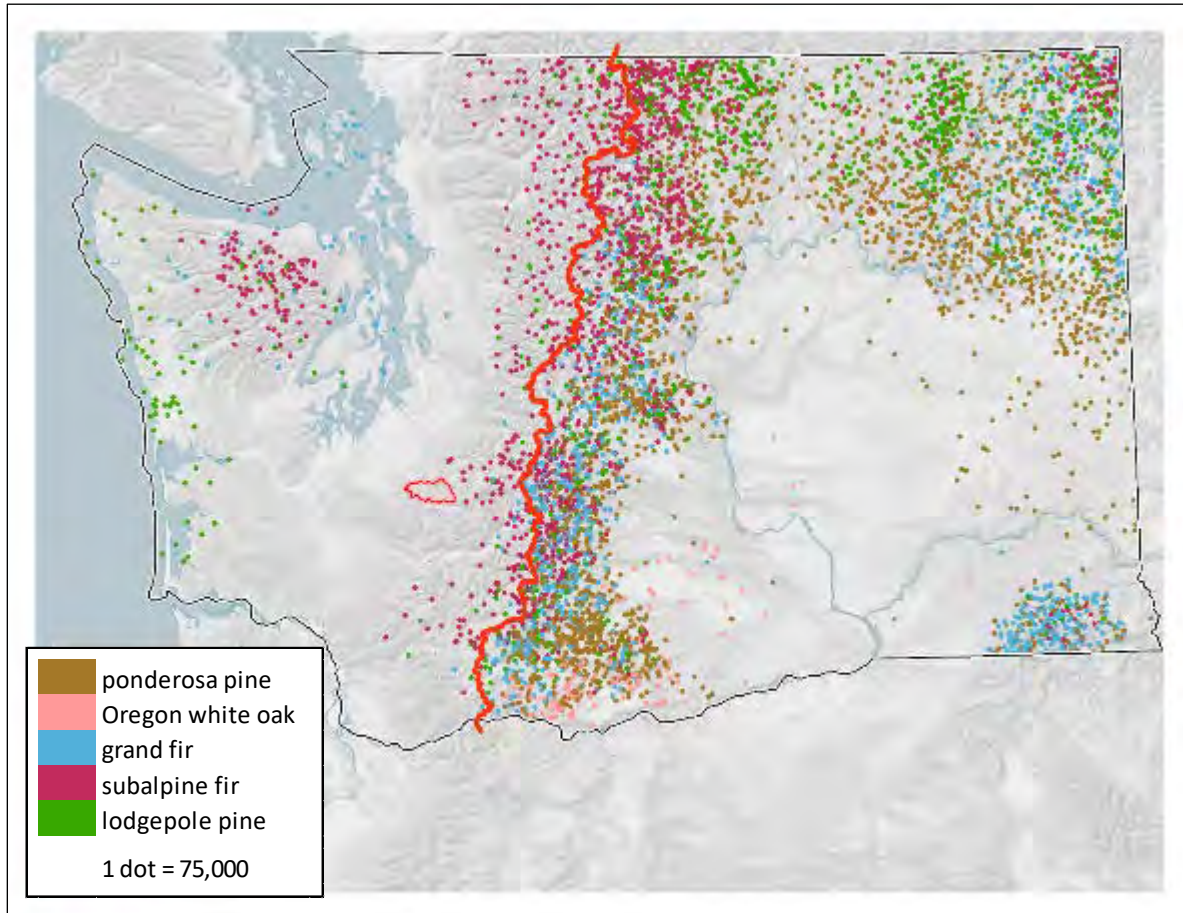 ponderosa pine
Oregon white oak
grand fir
subalpine fir
lodgepole pine
1 dot = 75,000